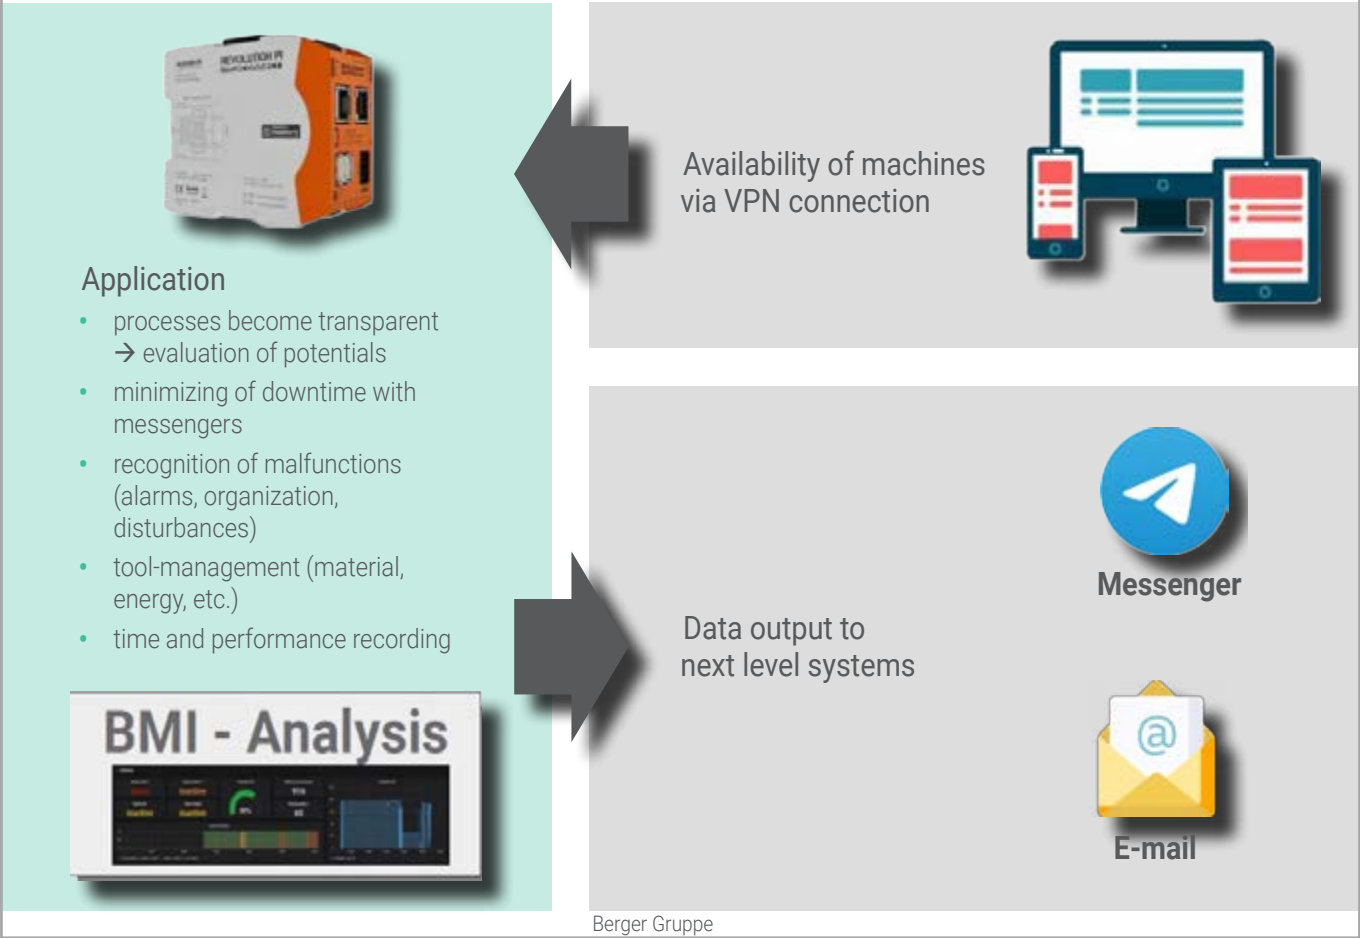 REVOLUTION PI
Availability of machines
via VPN connection
Application
• processes become transparent
→ evaluation of potentials
• minimizing of downtime with
messengers
• recognition of malfunctions
(alarms, organization,
disturbances)
• tool-management (material,
energy, etc.)
• time and performance recording
BMI - Analysis
Data output to
next level systems
Messenger
@
E-mail
Berger Gruppe